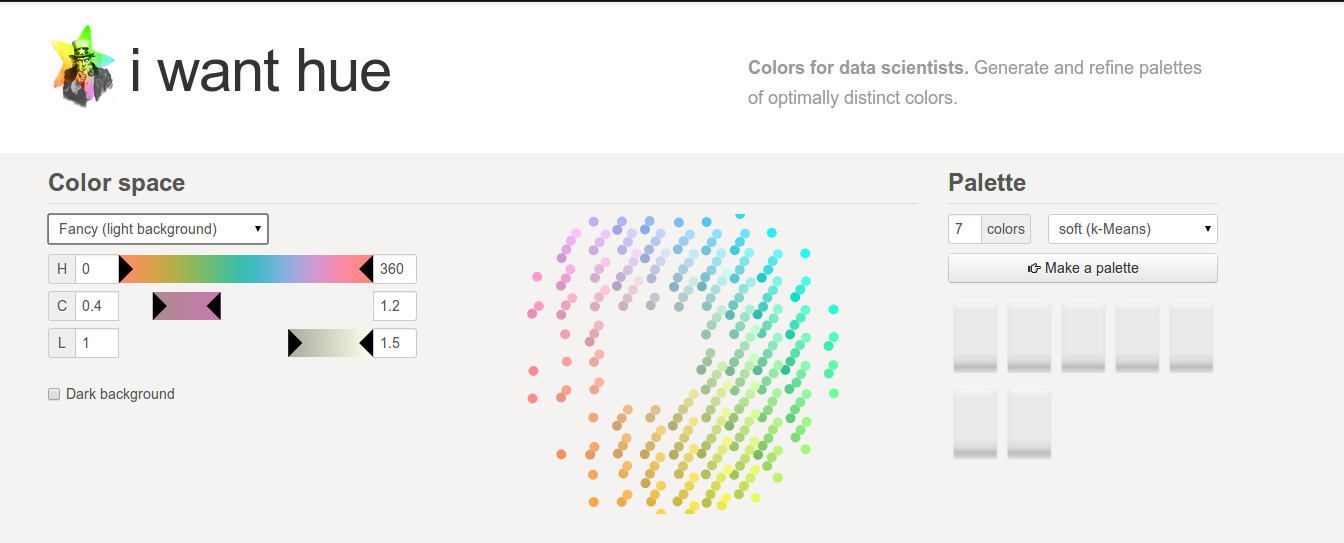 i want hue
Colors for data scientists. Generate and refine palettes
of optimally distinct colors.
Color space
Fancy (light background)
H 0 360
C 0.4 1.2
L 1 1.5
Dark background
Palette
7 colors soft (k-Means)
Make a palette